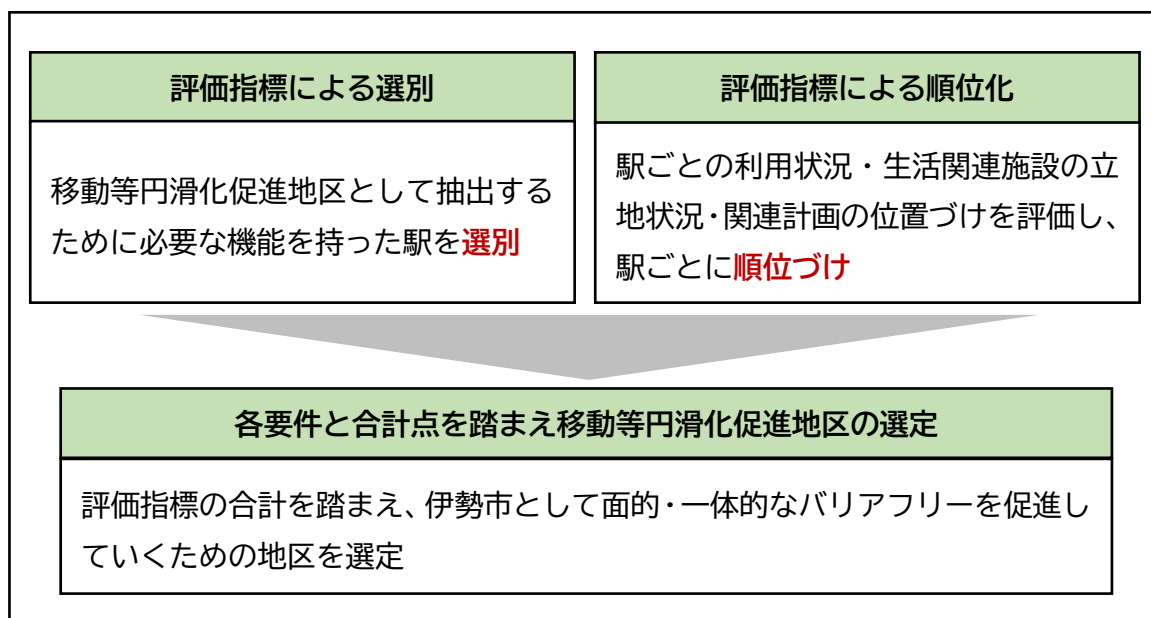 評価指標による選別
移動等円滑化促進地区として抽出する
ために必要な機能を持った駅を選別
評価指標による順位化
駅ごとの利用状況・生活関連施設の立
地状況・関連計画の位置づけを評価し、
駅ごとに順位づけ
各要件と合計点を踏まえ移動等円滑化促進地区の選定
評価指標の合計を踏まえ、伊勢市として面的・一体的なバリアフリーを促進し
ていくための地区を選定